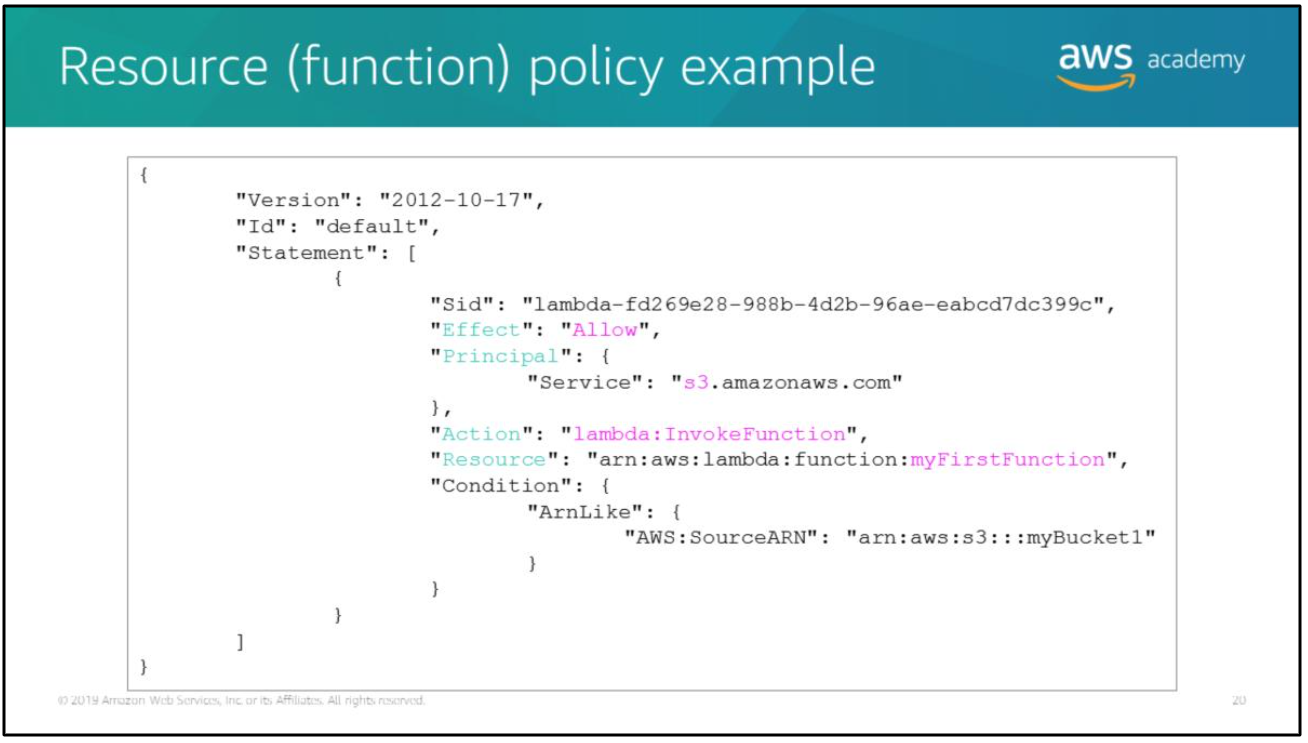 Resource (function) policy example
aws academy
{
"Version": "2012-10-17",
"Id": "default",
"Statement": [
{
"Sid": "lambda-fd269e28-988b-4d2b-96ae-eabcd7dc399c",
"Effect": "Allow",
"Principal": {
"Service": "s3.amazonaws.com"
},
"Action": "lambda:InvokeFunction",
"Resource": "arn:aws:lambda:function:myFirstFunction",
"Condition": {
"ArnLike": {
"AWS:SourceARN": "arn:aws:s3:::myBucket1"
}
}
}
]
}
© 2019 Amazon Web Services, Inc. or its Affiliates. All rights reserved.
20